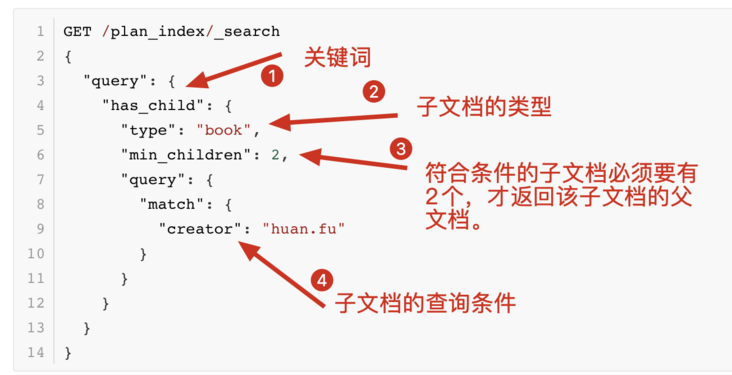 1 GET /plan_index/_search
关键词
2 {
1
3 "query": {
2
4 "has_child": {
子文档的类型
5 "type": "book",
3
6 "min_children": 2,
符合条件的子文档必须要有
7 "query": {
2个，才返回该子文档的父
8 "match": {
文档。
9 "creator": "huan.fu"
10 }
4
11 }
子文档的查询条件
12 }
13 }
14 }